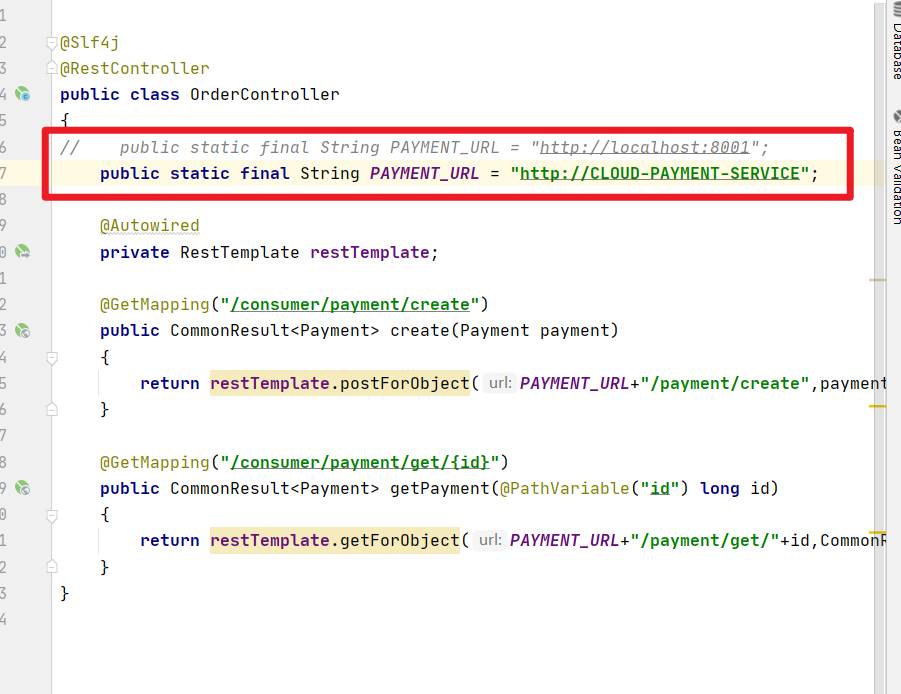 1
2 @Slf4j
3 @RestController
4 public class OrderController
5 {
6 //    public static final String PAYMENT_URL = "http://localhost:8001";
7     public static final String PAYMENT_URL = "http://CLOUD-PAYMENT-SERVICE";
8
9     @Autowired
0     private RestTemplate restTemplate;
1
2     @GetMapping("/consumer/payment/create")
3     public CommonResult<Payment> create(Payment payment)
4     {
5         return restTemplate.postForObject( url: PAYMENT_URL+"/payment/create",payment
6     }
7
8     @GetMapping("/consumer/payment/get/{id}")
9     public CommonResult<Payment> getPayment(@PathVariable("id") long id)
0     {
1         return restTemplate.getForObject( url: PAYMENT_URL+"/payment/get/"+id,CommonR
2     }
3 }
4
Database
Bean Validation